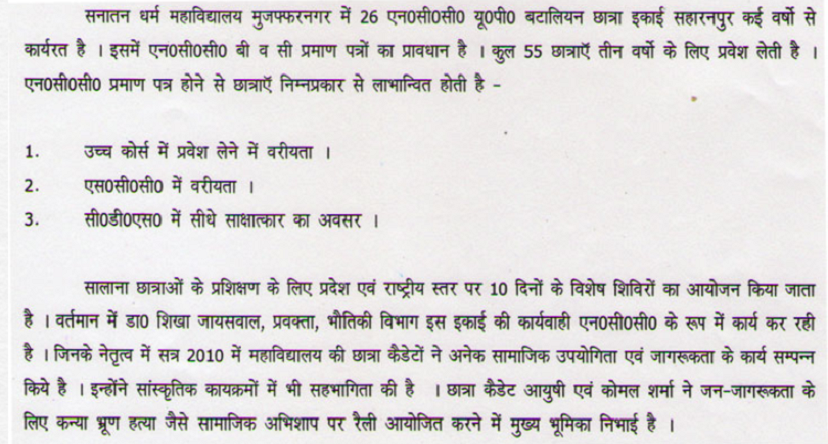 सनातन धर्म महाविद्यालय मुजफ्फरनगर में 26 एन0सी0सी0 यू0पी0 बटालियन छात्रा इकाई सहारनपुर कई वर्षो से
कार्यरत है । इसमें एन0सी0सी0 बी व सी प्रमाण पत्रों का प्रावधान है । कुल 55 छात्राऍ तीन वर्षो के लिए प्रवेश लेती है ।
एन0सी0सी0 प्रमाण पत्र होने से छात्राऍ निम्नप्रकार से लाभान्वित होती है -
1. उच्च कोर्स में प्रवेश लेने में वरीयता ।
2. एस0सी0सी0 में वरीयता ।
3. सी0डी0एस0 में सीधे साक्षात्कार का अवसर ।
सालाना छात्राओं के प्रशिक्षण के लिए प्रदेश एवं राष्ट्रीय स्तर पर 10 दिनों के विशेष शिविरों का आयोजन किया जाता
है । वर्तमान में डा0 शिखा जायसवाल, प्रवक्ता, भौतिकी विभाग इस इकाई की कार्यवाही एन0सी0सी0 के रूप में कार्य कर रही
है । जिनके नेतृत्व में सत्र 2010 में महाविद्यालय की छात्रा कैडेटों ने अनेक सामाजिक उपयोगिता एवं जागरूकता के कार्य सम्पन्न
किये है । इन्होंने सांस्कृतिक कायक्रमों में भी सहभागिता की है । छात्रा कैडेट आयुषी एवं कोमल शर्मा ने जन-जागरूकता के
लिए कन्या भ्रूण हत्या जैसे सामाजिक अभिशाप पर रैली आयोजित करने में मुख्य भूमिका निभाई है ।